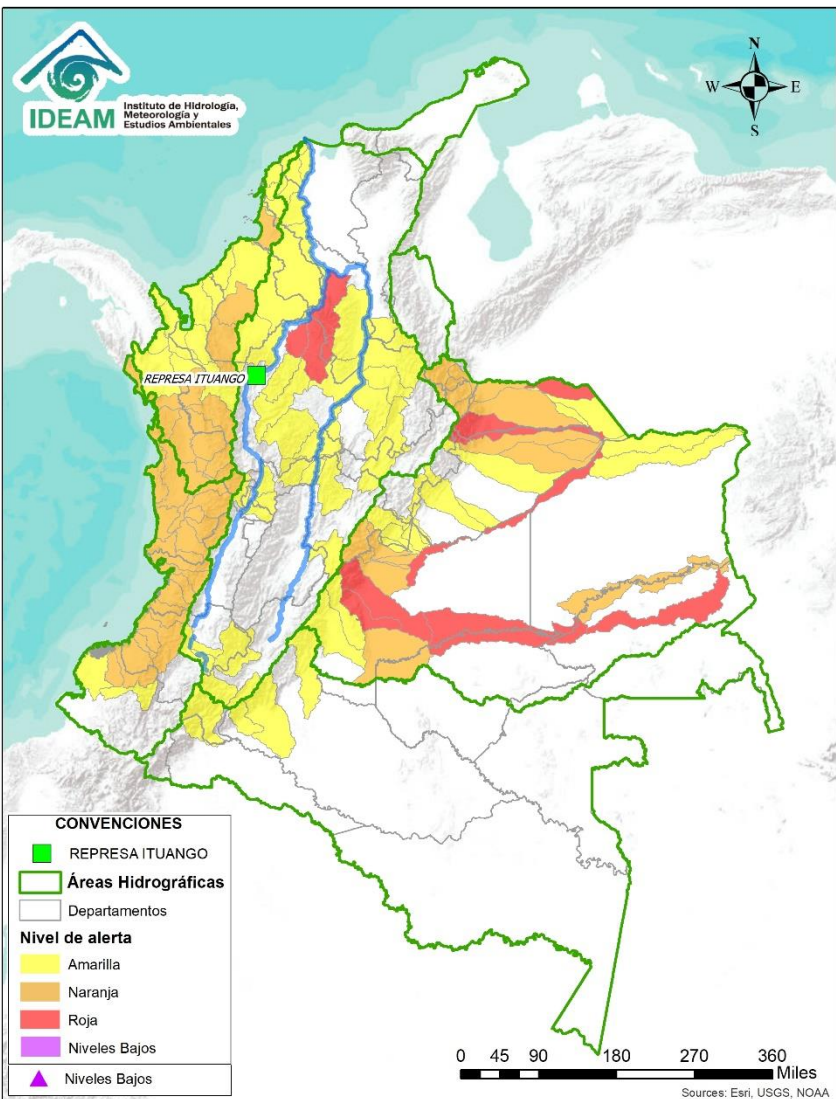 IDEAM
Instituto de Hidrología,
Meteorología y
Estudios Ambientales
N
W
E
S
REPRESA ITUANGO
CONVENCIONES
REPRESA ITUANGO
Áreas Hidrográficas
Departamentos
Nivel de alerta
Amarilla
Naranja
Roja
Niveles Bajos
Niveles Bajos
0 45 90 180 270 360
Miles
Sources: Esri, USGS, NOAA